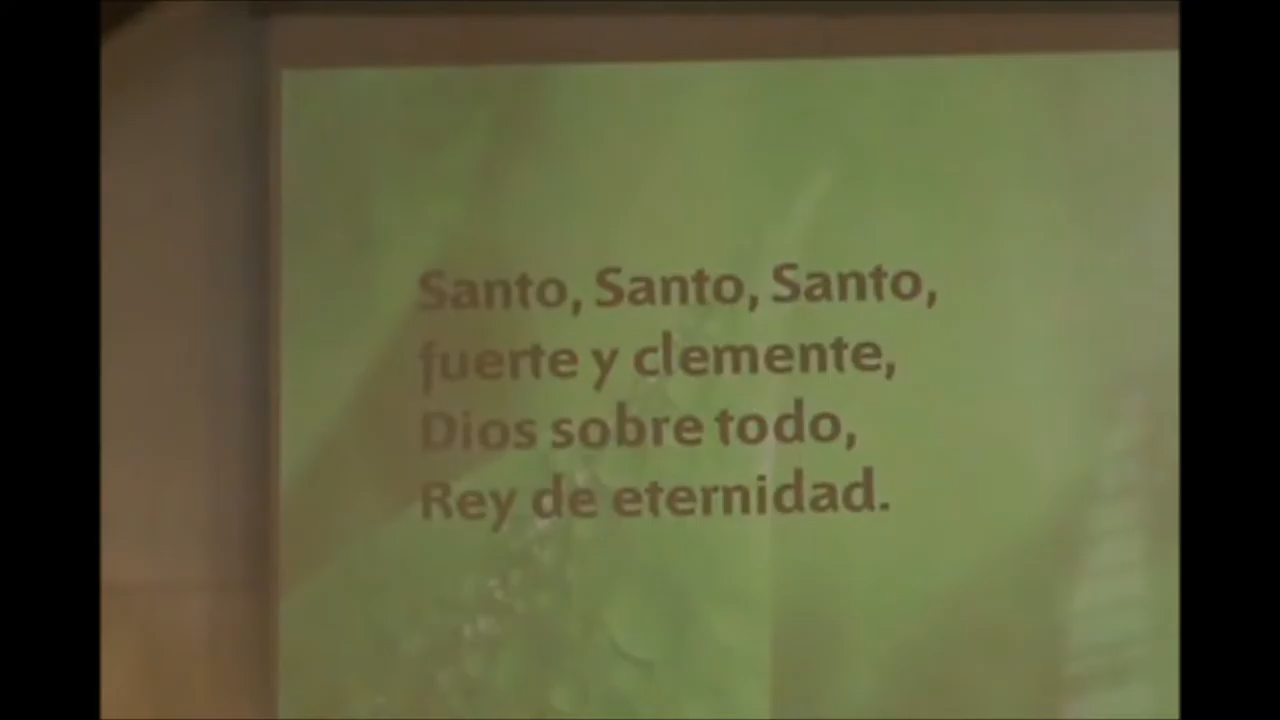 Santo, Santo, Santo,
fuerte y clemente,
Dios sobre todo,
Rey de eternidad.